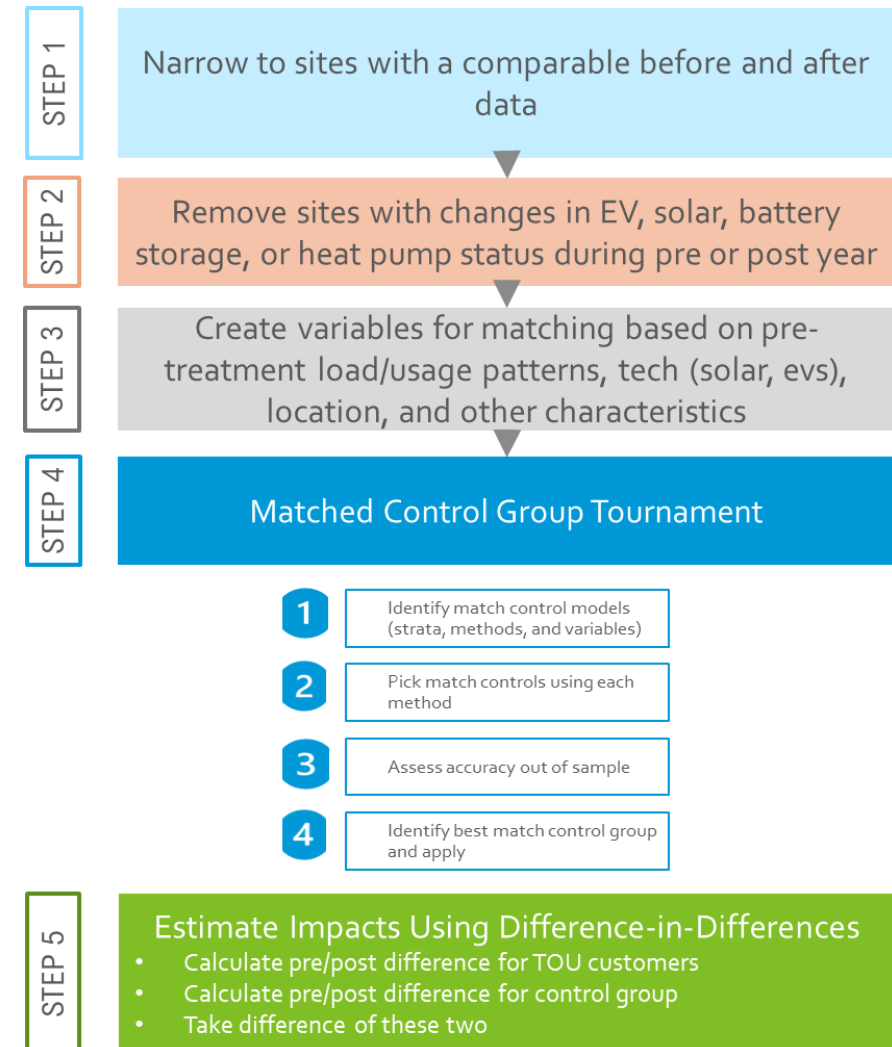 STEP 1
Narrow to sites with a comparable before and after
data
STEP 2
Remove sites with changes in EV, solar, battery
storage, or heat pump status during pre or post year
STEP 3
Create variables for matching based on pre-
treatment load/usage patterns, tech (solar, evs),
location, and other characteristics
STEP 4
Matched Control Group Tournament
1
Identify match control models
(strata, methods, and variables)
2
Pick match controls using each
method
3
Assess accuracy out of sample
4
Identify best match control group
and apply
STEP 5
Estimate Impacts Using Difference-in-Differences
• Calculate pre/post difference for TOU customers
• Calculate pre/post difference for control group
• Take difference of these two